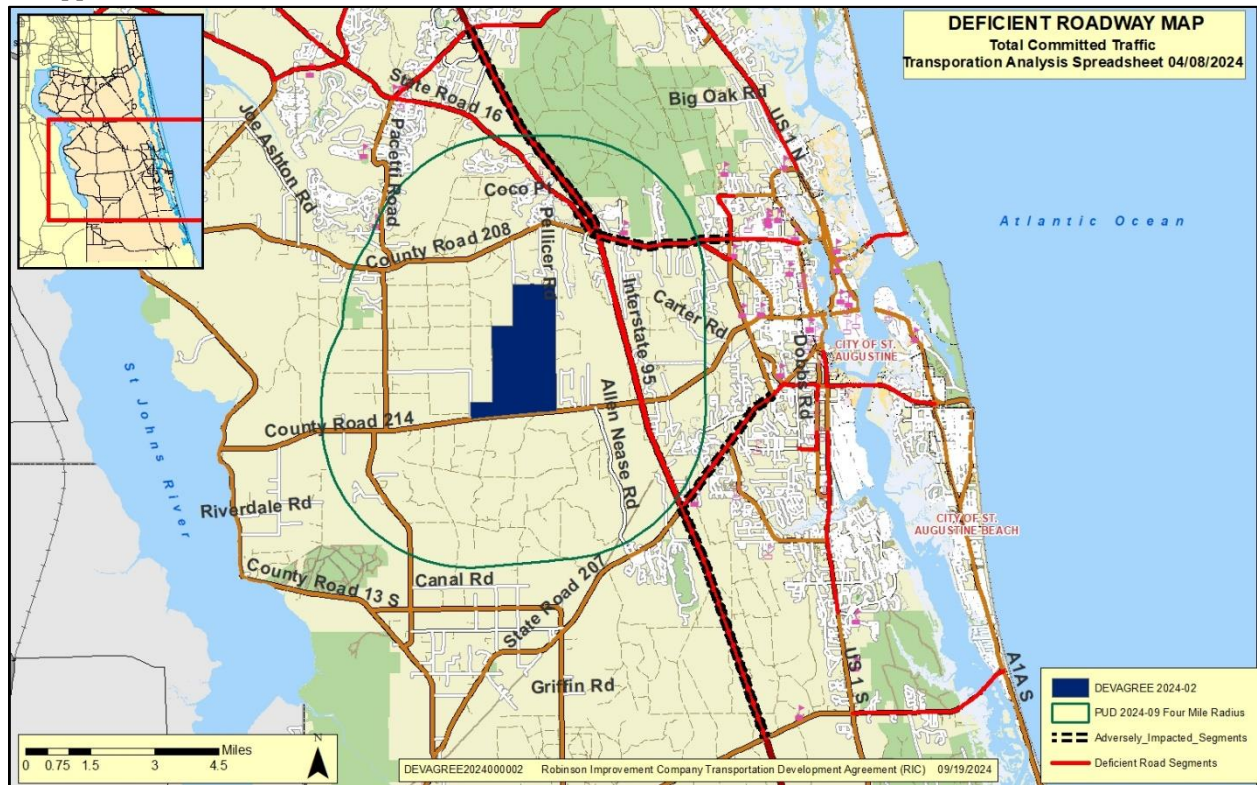 DEFICIENT ROADWAY MAP
Total Committed Traffic
Transporation Analysis Spreadsheet 04/08/2024
State Road 16
Big Oak Rd
US 1 N
Joe Ashton Rd
Pacetti Road
Coco Pt
Pellicer Rd
County Road 208
Atlantic Ocean
Interstate 95
Carter Rd
Dobbs Rd
CITY OF ST.
AUGUSTINE
St Johns River
Allen Nease Rd
County Road 214
Riverdale Rd
CITY OF ST.
AUGUSTINE BEACH
County Road 13 S
Canal Rd
State Road 207
Griffin Rd
US 1 S
A1A S
DEVAGREE 2024-02
PUD 2024-09 Four Mile Radius
Adversely_Impacted_Segments
Deficient Road Segments
Miles
0 0.75 1.5 3 4.5
N
DEVAGREE2024000002 Robinson Improvement Company Transportation Development Agreement (RIC) 09/19/2024